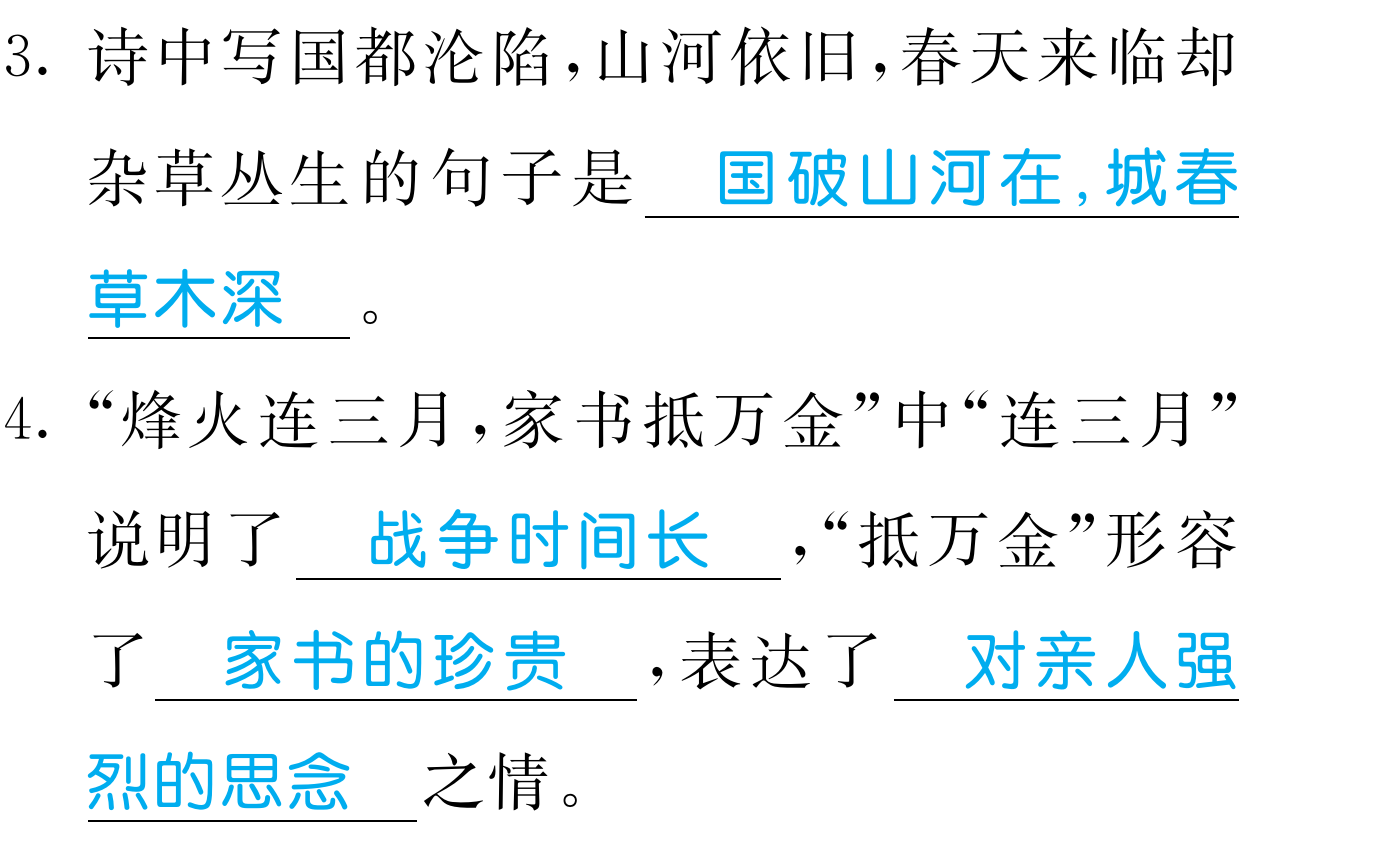 3. 诗中写国都沦陷,山河依旧,春天来临却
杂草丛生的句子是 国破山河在,城春
草木深 。
4. “烽火连三月,家书抵万金”中“连三月”
说明了 战争时间长 ,“抵万金”形容
了 家书的珍贵 ,表达了 对亲人强
烈的思念 之情。